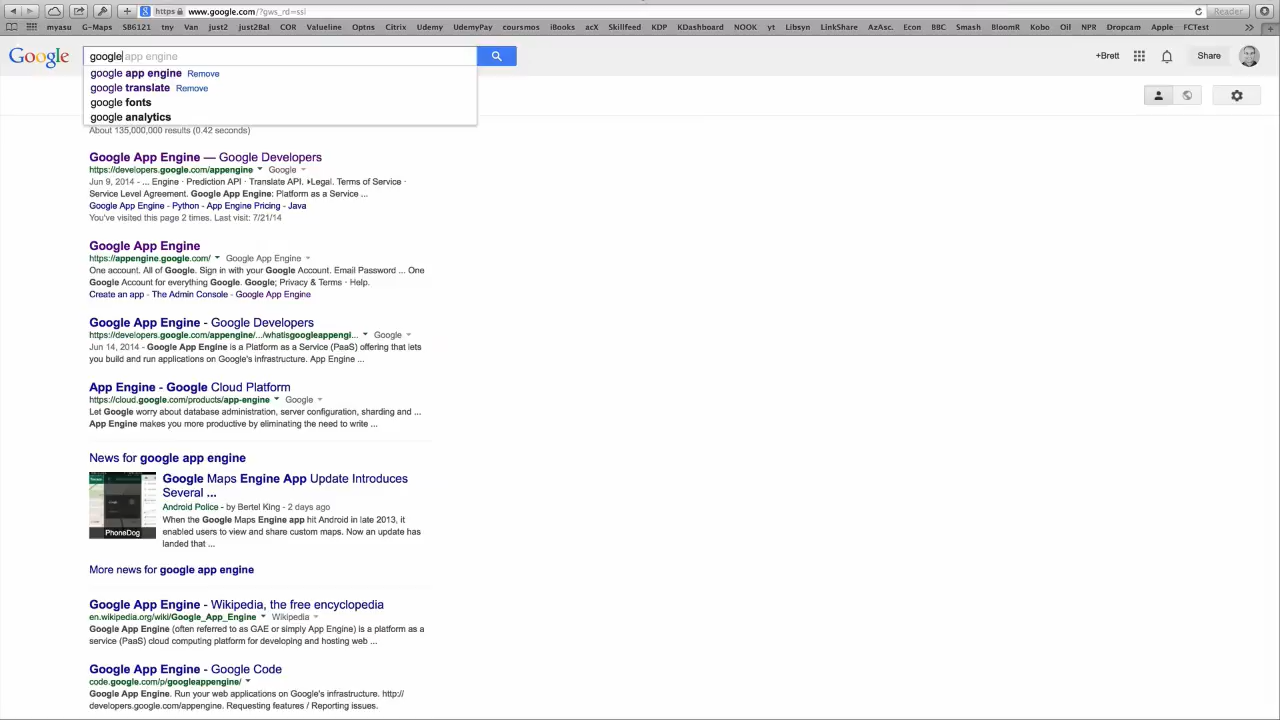 https www.google.com/?gws_rd=ssl
Reader
myasu G-Maps SB6121 tny Van just2 just2Bal COR Valueline Optns Citrix Udemy UdemyPay coursmos iBooks acX Skillfeed KDP KDashboard NOOK yt Libsyn LinkShare AzAsc. Econ BBC Smash BloomR Kobo Oil NPR Dropcam Apple FCTest
Google
google app engine
+Brett
Share
google app engine Remove
google translate Remove
google fonts
google analytics
About 135,000,000 results (0.42 seconds)
Google App Engine — Google Developers
https://developers.google.com/appengine Google
Jun 9, 2014 - ... Engine · Prediction API · Translate API. Legal. Terms of Service ·
Service Level Agreement. Google App Engine: Platform as a Service ...
Google App Engine - Python - App Engine Pricing - Java
You've visited this page 2 times. Last visit: 7/21/14
Google App Engine
https://appengine.google.com/ Google App Engine
One account. All of Google. Sign in with your Google Account. Email Password ... One
Google Account for everything Google. Google; Privacy & Terms · Help.
Create an app - The Admin Console - Google App Engine
Google App Engine - Google Developers
https://developers.google.com/appengine/.../whatisgoogleappengi... Google
Jun 14, 2014 - Google App Engine is a Platform as a Service (PaaS) offering that lets
you build and run applications on Google's infrastructure. App Engine ...
App Engine - Google Cloud Platform
https://cloud.google.com/products/app-engine Google
Let Google worry about database administration, server configuration, sharding and ...
App Engine makes you more productive by eliminating the need to write ...
News for google app engine
Google Maps Engine App Update Introduces
Several ...
Android Police - by Bertel King - 2 days ago
When the Google Maps Engine app hit Android in late 2013, it
enabled users to view and share custom maps. Now an update has
landed that ...
PhoneDog
More news for google app engine
Google App Engine - Wikipedia, the free encyclopedia
en.wikipedia.org/wiki/Google_App_Engine Wikipedia
Google App Engine (often referred to as GAE or simply App Engine) is a platform as a
service (PaaS) cloud computing platform for developing and hosting web ...
Google App Engine - Google Code
code.google.com/p/googleappengine/
Google App Engine. Run your web applications on Google's infrastructure. http://
developers.google.com/appengine. Requesting features / Reporting issues.